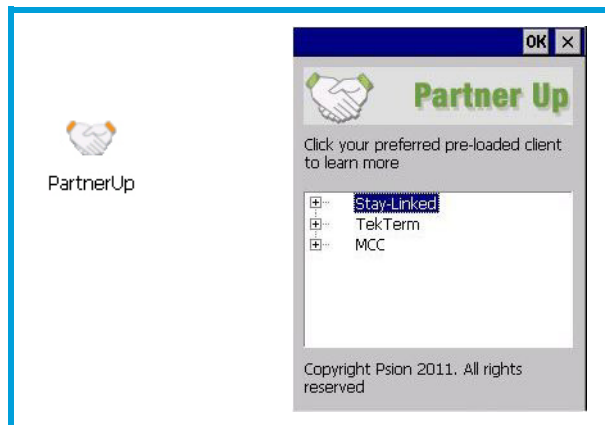 PartnerUp
OK ×
Partner Up
Click your preferred pre-loaded client
to learn more
Stay-Linked
TekTerm
MCC
Copyright Psion 2011. All rights
reserved